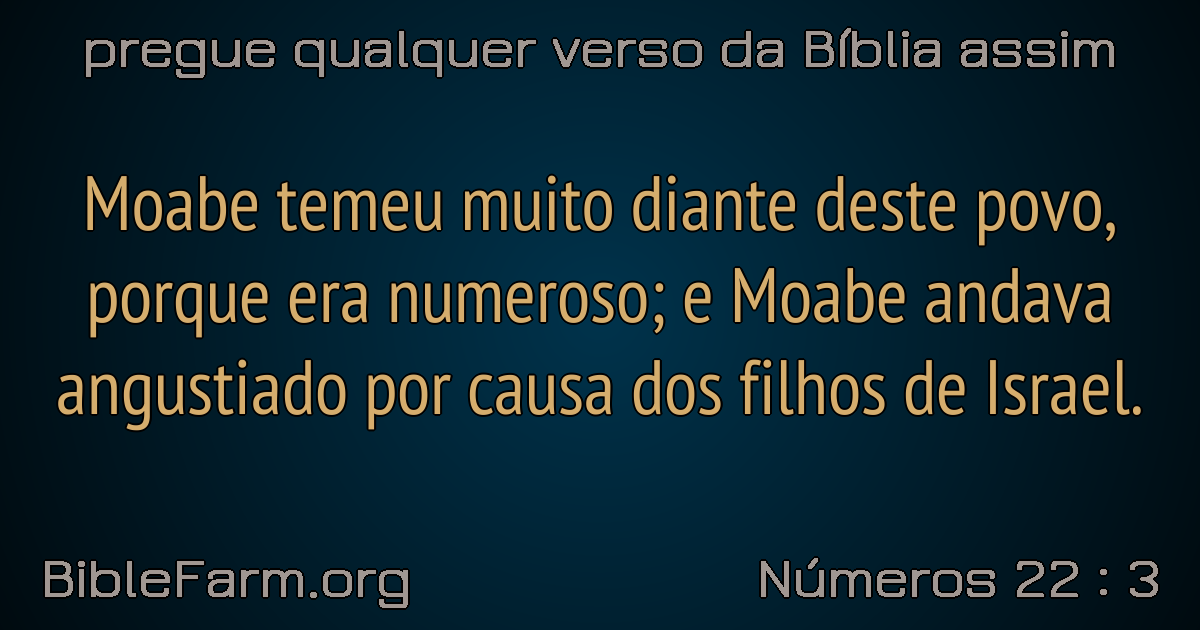 pregue qualquer verso da Bíblia assim
Moabe temeu muito diante deste povo,
porque era numeroso; e Moabe andava
angustiado por causa dos filhos de Israel.
BibleFarm.org
Números 22 : 3